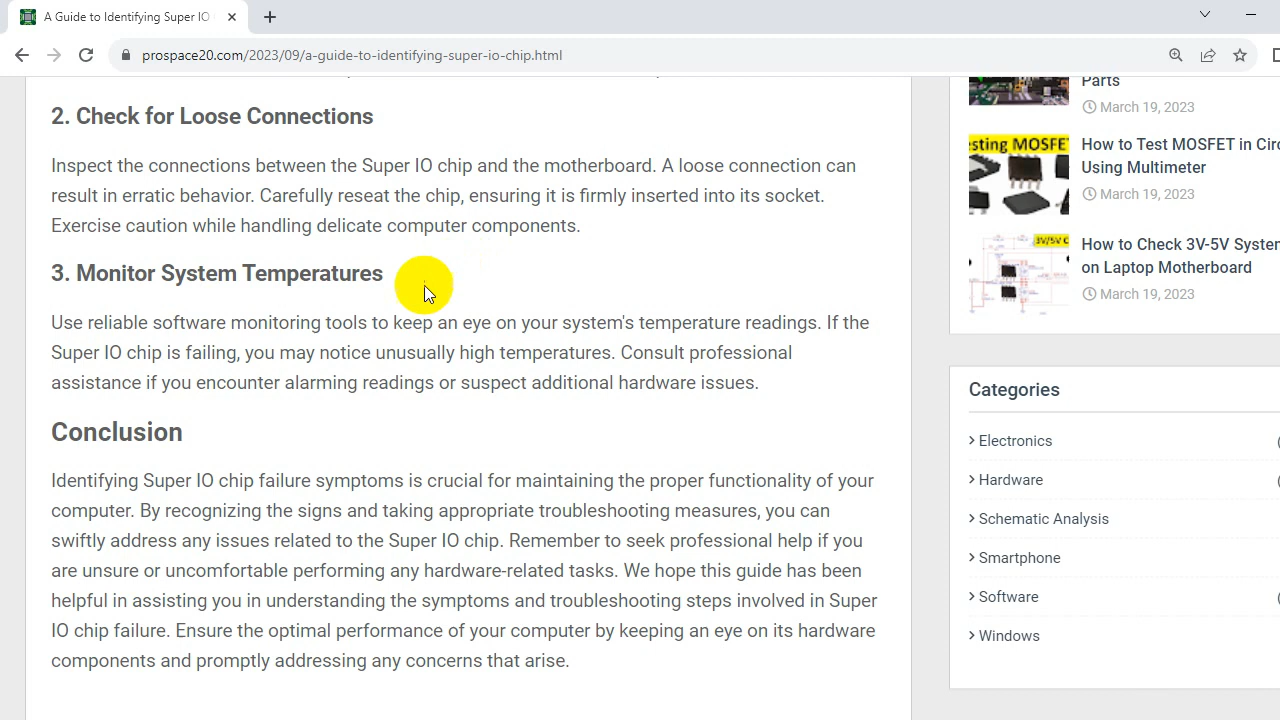 A Guide to Identifying Super IO
prospace20.com/2023/09/a-guide-to-identifying-super-io-chip.html
2. Check for Loose Connections
Inspect the connections between the Super IO chip and the motherboard. A loose connection can
result in erratic behavior. Carefully reseat the chip, ensuring it is firmly inserted into its socket.
Exercise caution while handling delicate computer components.
3. Monitor System Temperatures
Use reliable software monitoring tools to keep an eye on your system's temperature readings. If the
Super IO chip is failing, you may notice unusually high temperatures. Consult professional
assistance if you encounter alarming readings or suspect additional hardware issues.
Conclusion
Identifying Super IO chip failure symptoms is crucial for maintaining the proper functionality of your
computer. By recognizing the signs and taking appropriate troubleshooting measures, you can
swiftly address any issues related to the Super IO chip. Remember to seek professional help if you
are unsure or uncomfortable performing any hardware-related tasks. We hope this guide has been
helpful in assisting you in understanding the symptoms and troubleshooting steps involved in Super
IO chip failure. Ensure the optimal performance of your computer by keeping an eye on its hardware
components and promptly addressing any concerns that arise.
Parts
March 19, 2023
esting MOSFE
How to Test MOSFET in Circ
Using Multimeter
March 19, 2023
3V/5V C
How to Check 3V-5V System
on Laptop Motherboard
March 19, 2023
Categories
Electronics
Hardware
Schematic Analysis
Smartphone
Software
Windows